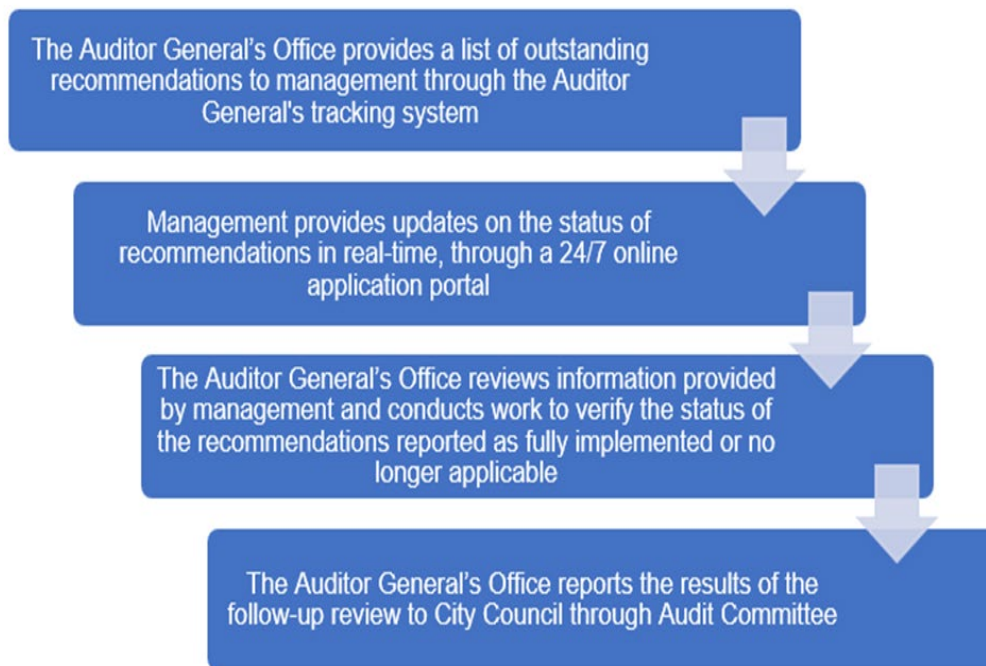 The Auditor General’s Office provides a list of outstanding
recommendations to management through the Auditor
General's tracking system
Management provides updates on the status of
recommendations in real-time, through a 24/7 online
application portal
The Auditor General’s Office reviews information provided
by management and conducts work to verify the status of
the recommendations reported as fully implemented or no
longer applicable
The Auditor General’s Office reports the results of the
follow-up review to City Council through Audit Committee